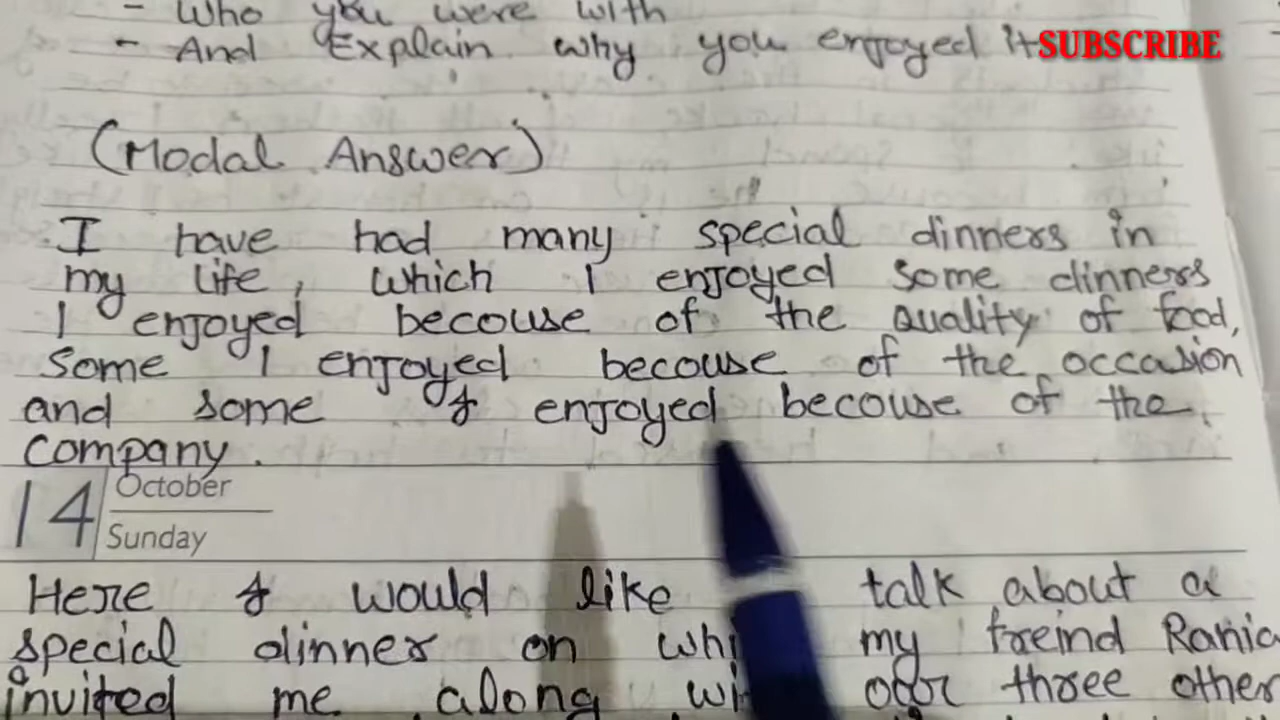 - Who you were with
- And Explain why you enjoyed it
SUBSCRIBE
(Modal Answer)
I have had many special dinners in
my life, which I enjoyed some dinners
I enjoyed becouse of the quality of food,
Some I enjoyed becouse of the occasion
and some I enjoyed becouse of the
company.
14 October
Sunday
Here I would like talk about a
special dinner on my freind
invited me along three other